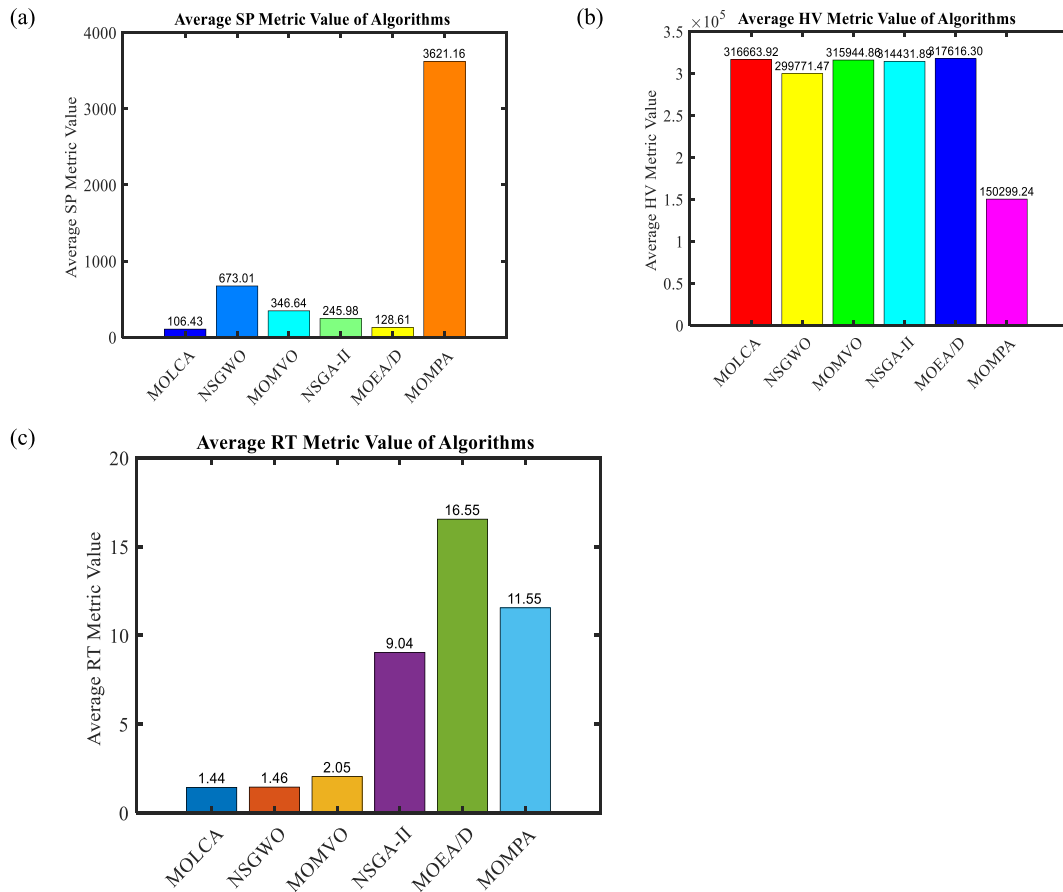 (a)
Average SP Metric Value of Algorithms
Average SP Metric Value
4000
3000
2000
1000
0
106.43
673.01
346.64
245.98
128.61
3621.16
MOLCA
NSGWO
MOMVO
NSGA-II
MOEA/D
MOMPA
(b)
Average HV Metric Value of Algorithms
×10^5
Average HV Metric Value
3.5
3
2.5
2
1.5
1
0.5
0
316663.92
299771.47
315944.86
314431.89
317616.30
150299.24
MOLCA
NSGWO
MOMVO
NSGA-II
MOEA/D
MOMPA
(c)
Average RT Metric Value of Algorithms
Average RT Metric Value
20
15
10
5
0
1.44
1.46
2.05
9.04
16.55
11.55
MOLCA
NSGWO
MOMVO
NSGA-II
MOEA/D
MOMPA